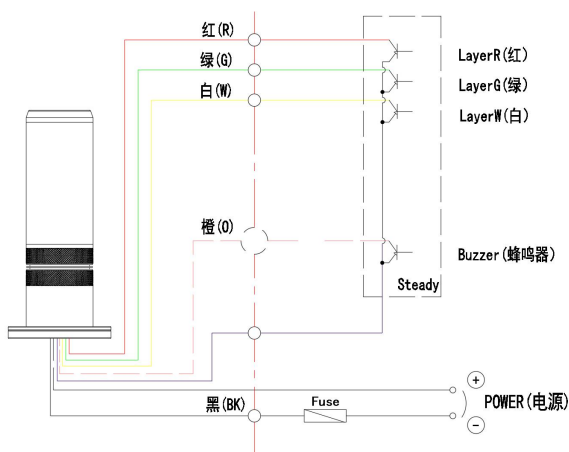 红(R)
LayerR(红)
绿(G)
LayerG(绿)
白(W)
LayerW(白)
橙(O)
Buzzer(蜂鸣器)
Steady
+
POWER(电源)
黑(BK)
Fuse
−